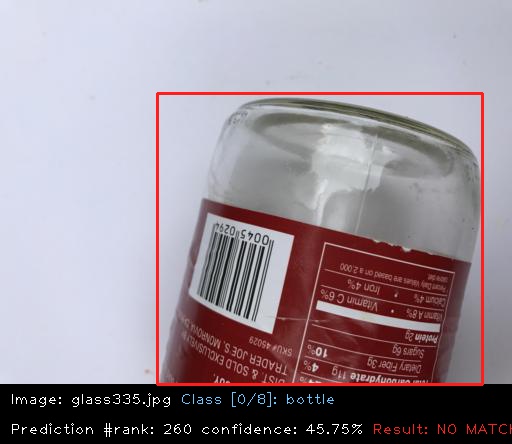 00450294
SKU# 45029
TRADER JOE'S, MONROVIA
DIST. & SOLD EXCLUSIVELY BY
Percent Daily Values are based on a 2,000
Calcium 4% • Iron 4%
Vitamin A 8% • Vitamin C 6%
Protein 2g
Sugars 6g
Dietary Fiber 3g 10%
Carbohydrate 11g 4%
Image: glass335.jpg Class [0/8]: bottle
Prediction #rank: 260 confidence: 45.75% Result: NO MATC